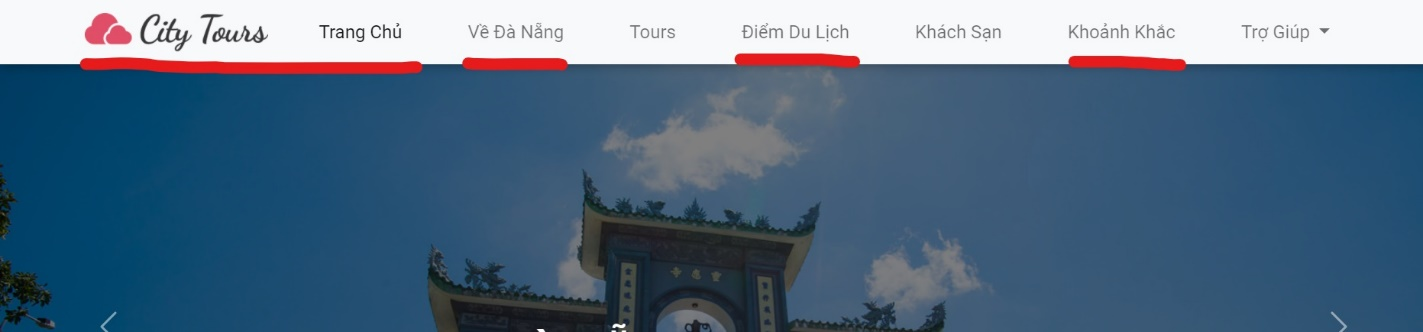 City Tours Trang Chủ Về Đà Nẵng Tours Điểm Du Lịch Khách Sạn Khoảnh Khắc Trợ Giúp